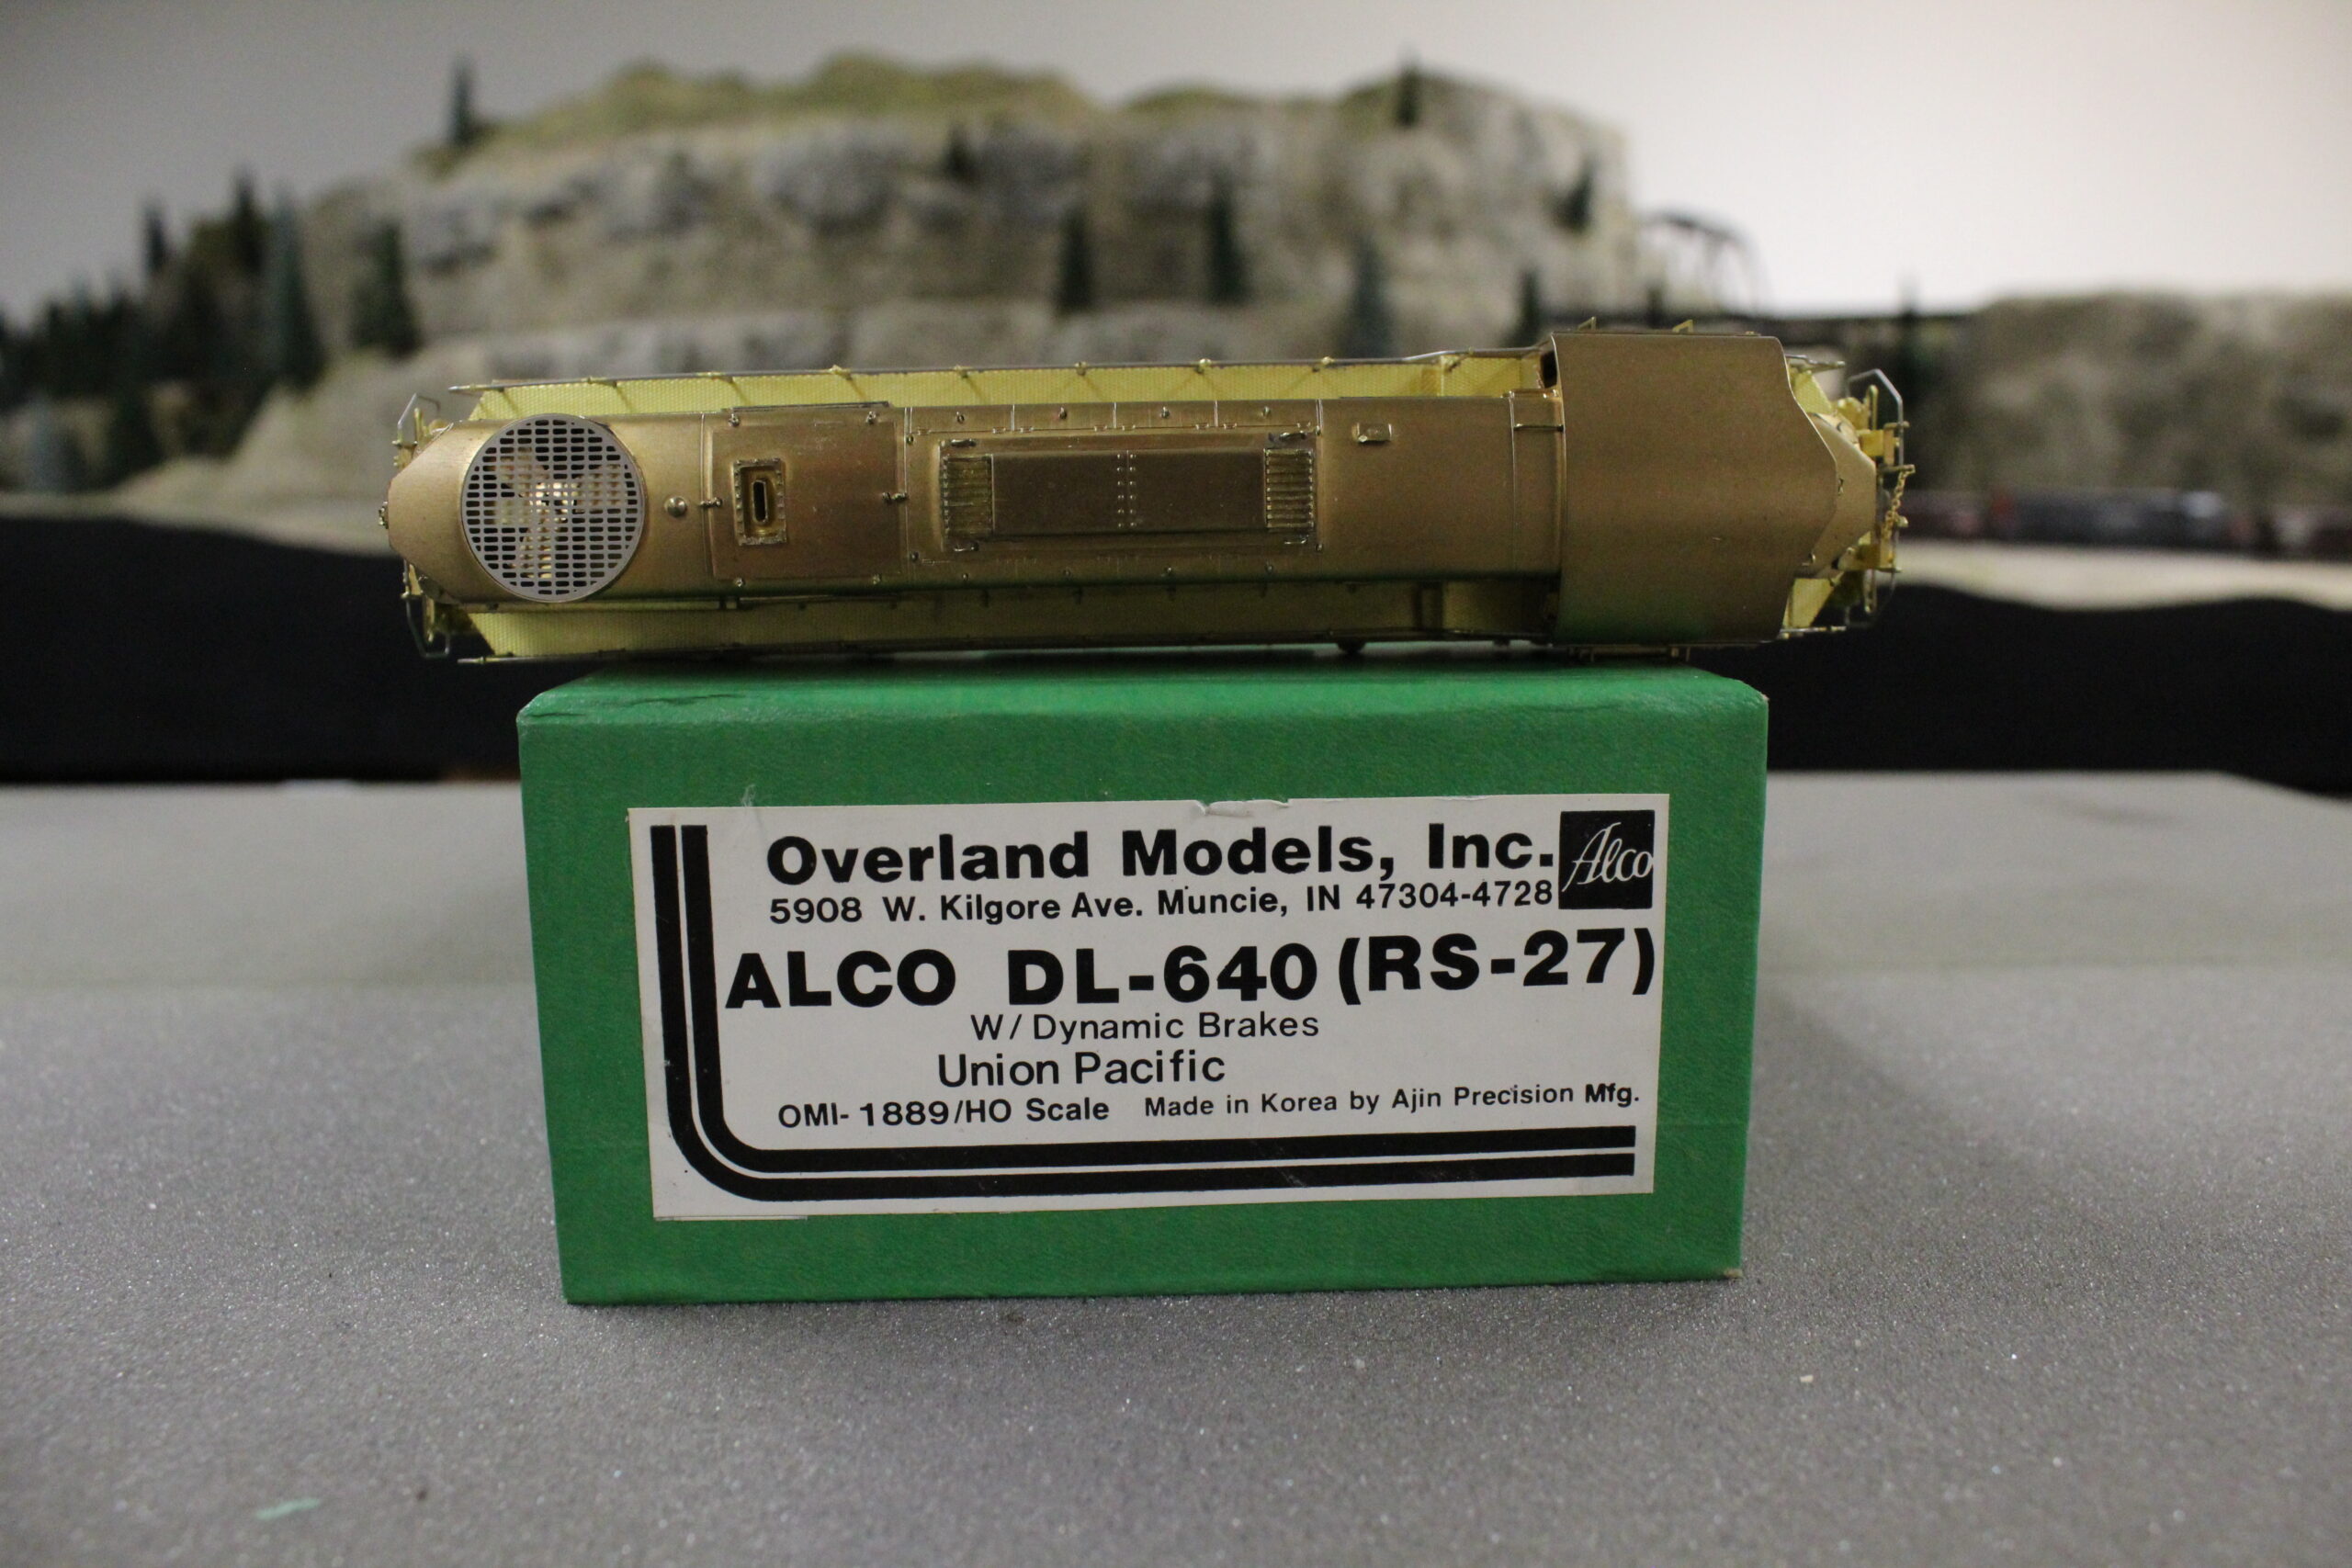 Overland Models, Inc.
Alco
5908 W. Kilgore Ave. Muncie, IN 47304-4728
ALCO DL-640 (RS-27)
W/ Dynamic Brakes
Union Pacific
OMI- 1889/HO Scale Made in Korea by Ajin Precision Mfg.